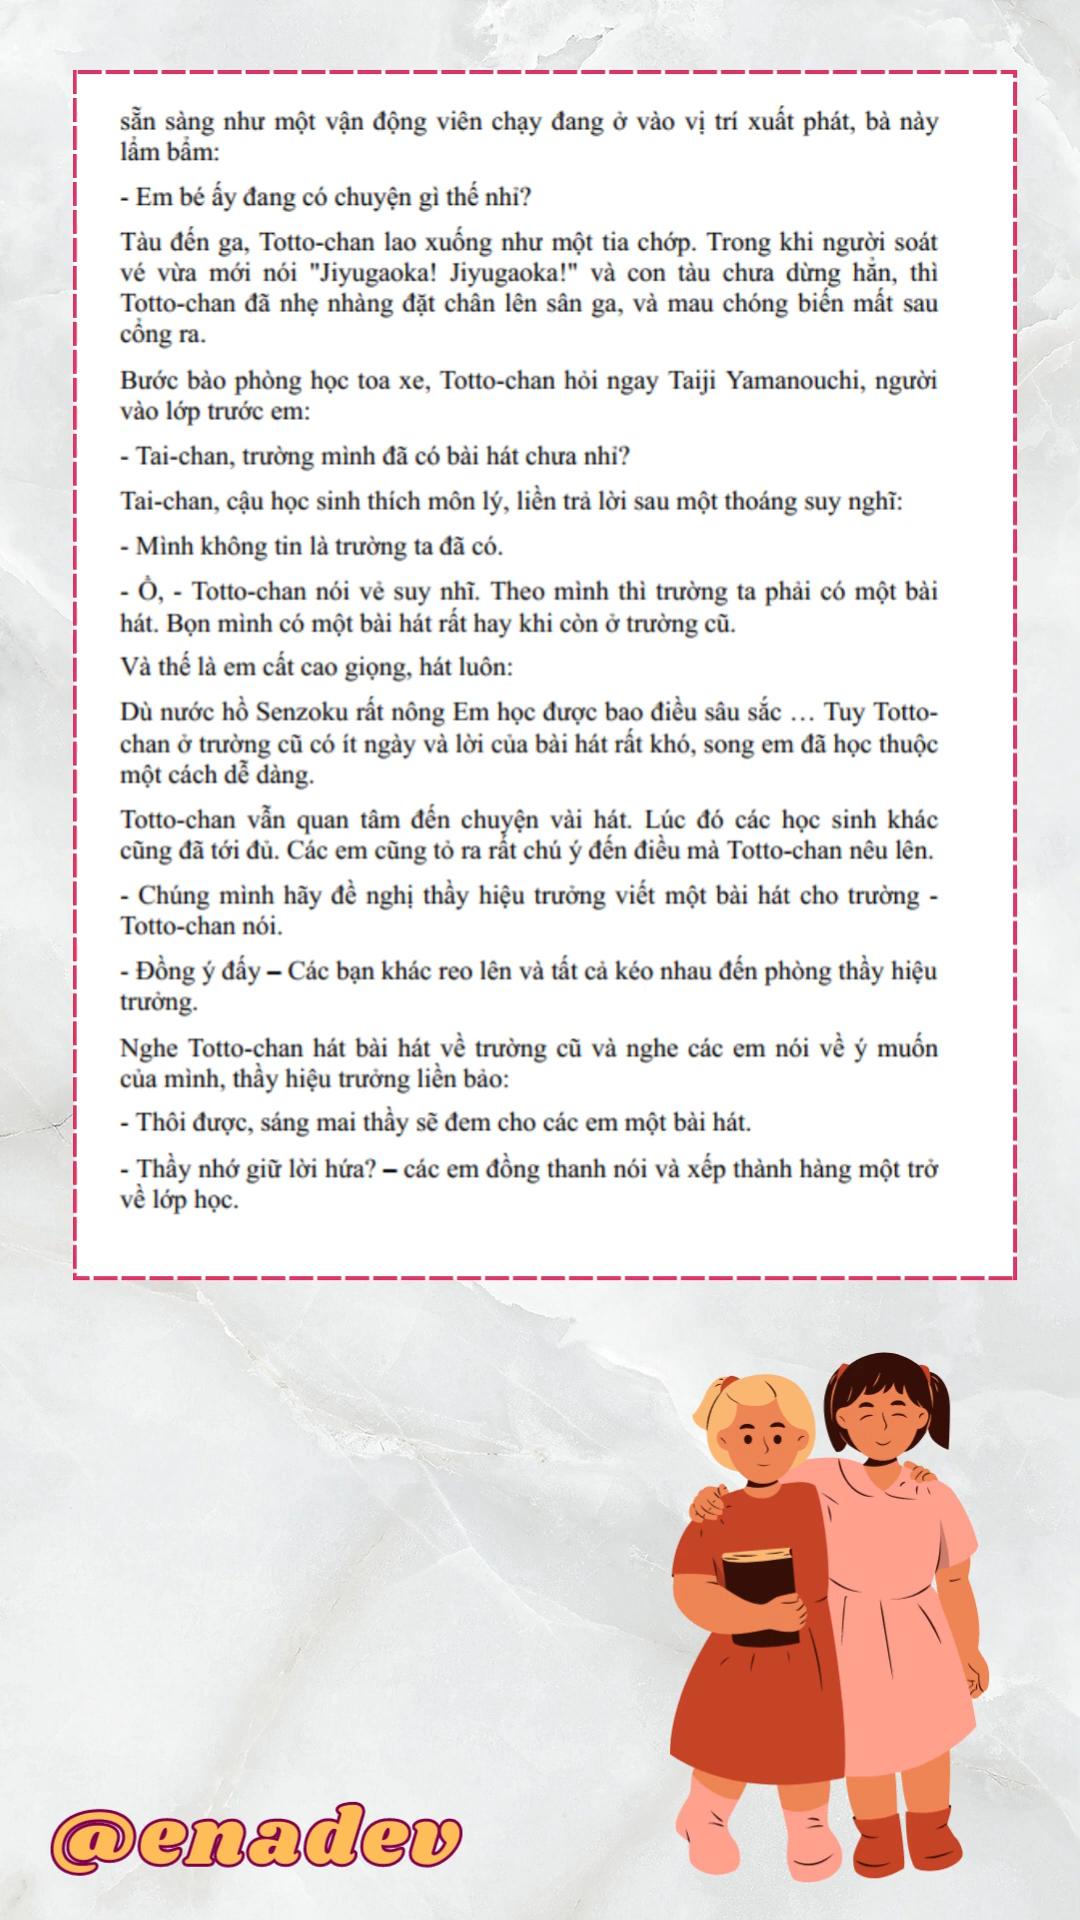 sẵn sàng như một vận động viên chạy đang ở vào vị trí xuất phát, bà này
lẩm bẩm:
- Em bé ấy đang có chuyện gì thế nhỉ?
Tàu đến ga, Totto-chan lao xuống như một tia chớp. Trong khi người soát
vé vừa mới nói "Jiyugaoka! Jiyugaoka!" và con tàu chưa dừng hẳn, thì
Totto-chan đã nhẹ nhàng đặt chân lên sân ga, và mau chóng biến mất sau
cổng ra.
Bước bào phòng học toa xe, Totto-chan hỏi ngay Taiji Yamanouchi, người
vào lớp trước em:
- Tai-chan, trường mình đã có bài hát chưa nhỉ?
Tai-chan, cậu học sinh thích môn lý, liền trả lời sau một thoáng suy nghĩ:
- Mình không tin là trường ta đã có.
- Ồ, - Totto-chan nói vẻ suy nhĩ. Theo mình thì trường ta phải có một bài
hát. Bọn mình có một bài hát rất hay khi còn ở trường cũ.
Và thế là em cất cao giọng, hát luôn:
Dù nước hồ Senzoku rất nông Em học được bao điều sâu sắc … Tuy Totto-
chan ở trường cũ có ít ngày và lời của bài hát rất khó, song em đã học thuộc
một cách dễ dàng.
Totto-chan vẫn quan tâm đến chuyện vài hát. Lúc đó các học sinh khác
cũng đã tới đủ. Các em cũng tỏ ra rất chú ý đến điều mà Totto-chan nêu lên.
- Chúng mình hãy đề nghị thầy hiệu trưởng viết một bài hát cho trường -
Totto-chan nói.
- Đồng ý đấy – Các bạn khác reo lên và tất cả kéo nhau đến phòng thầy hiệu
trưởng.
Nghe Totto-chan hát bài hát về trường cũ và nghe các em nói về ý muốn
của mình, thầy hiệu trưởng liền bảo:
- Thôi được, sáng mai thầy sẽ đem cho các em một bài hát.
- Thầy nhớ giữ lời hứa? – các em đồng thanh nói và xếp thành hàng một trở
về lớp học.
@enadev